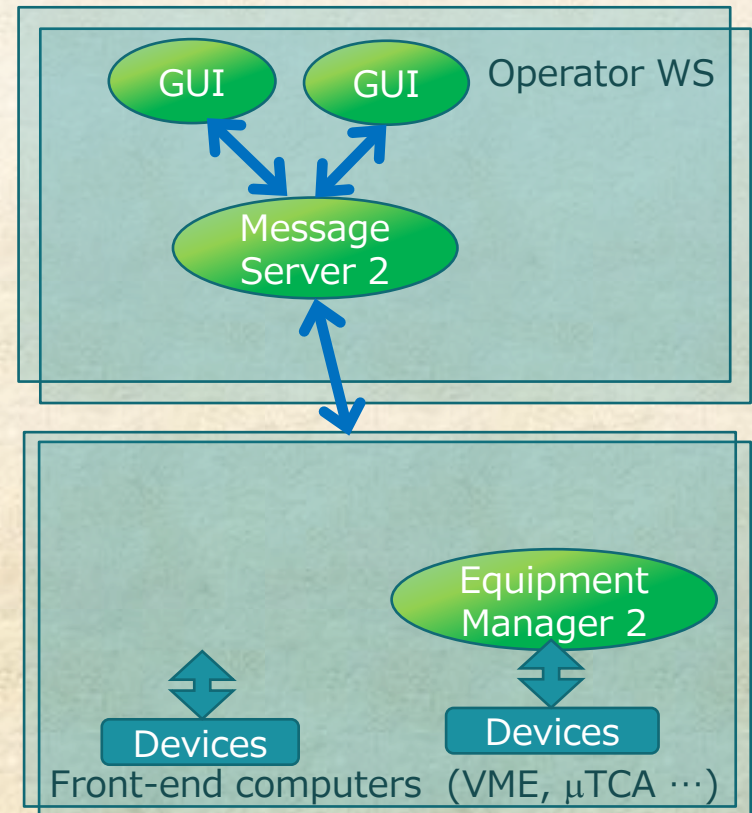 GUI
GUI
Operator WS
Message
Server 2
Equipment
Manager 2
Devices
Devices
Front-end computers (VME, μTCA ⋯)